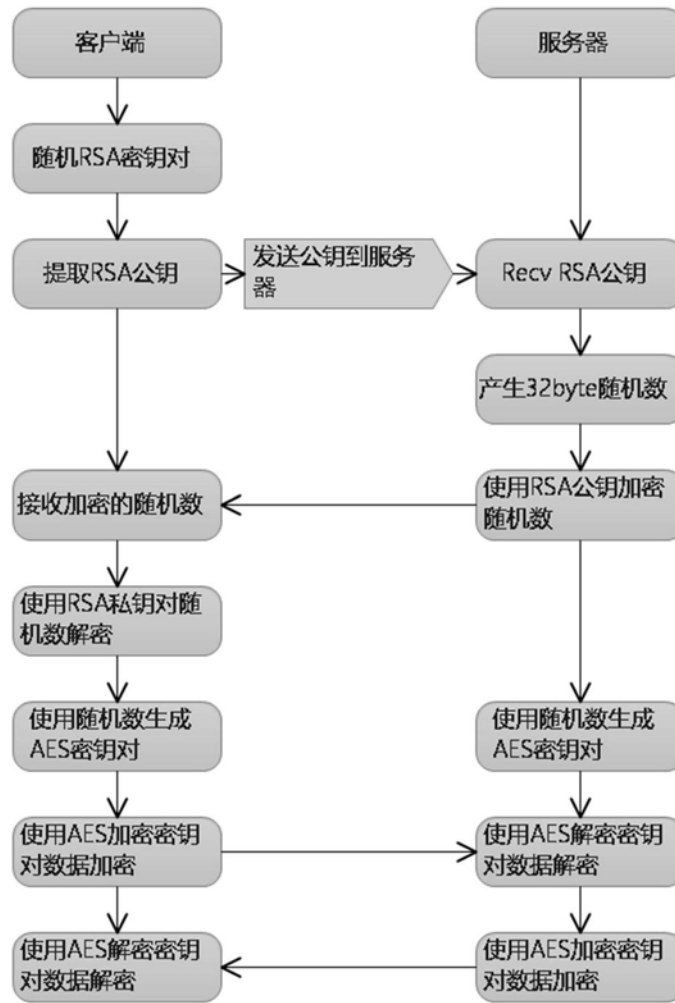 客户端
服务器
随机RSA密钥对
提取RSA公钥
发送公钥到服务
器
Recv RSA公钥
产生32byte随机数
接收加密的随机数
使用RSA公钥加密
随机数
使用RSA私钥对随
机数解密
使用随机数生成
AES密钥对
使用随机数生成
AES密钥对
使用AES加密密钥
对数据加密
使用AES解密密钥
对数据解密
使用AES解密密钥
对数据解密
使用AES加密密钥
对数据加密